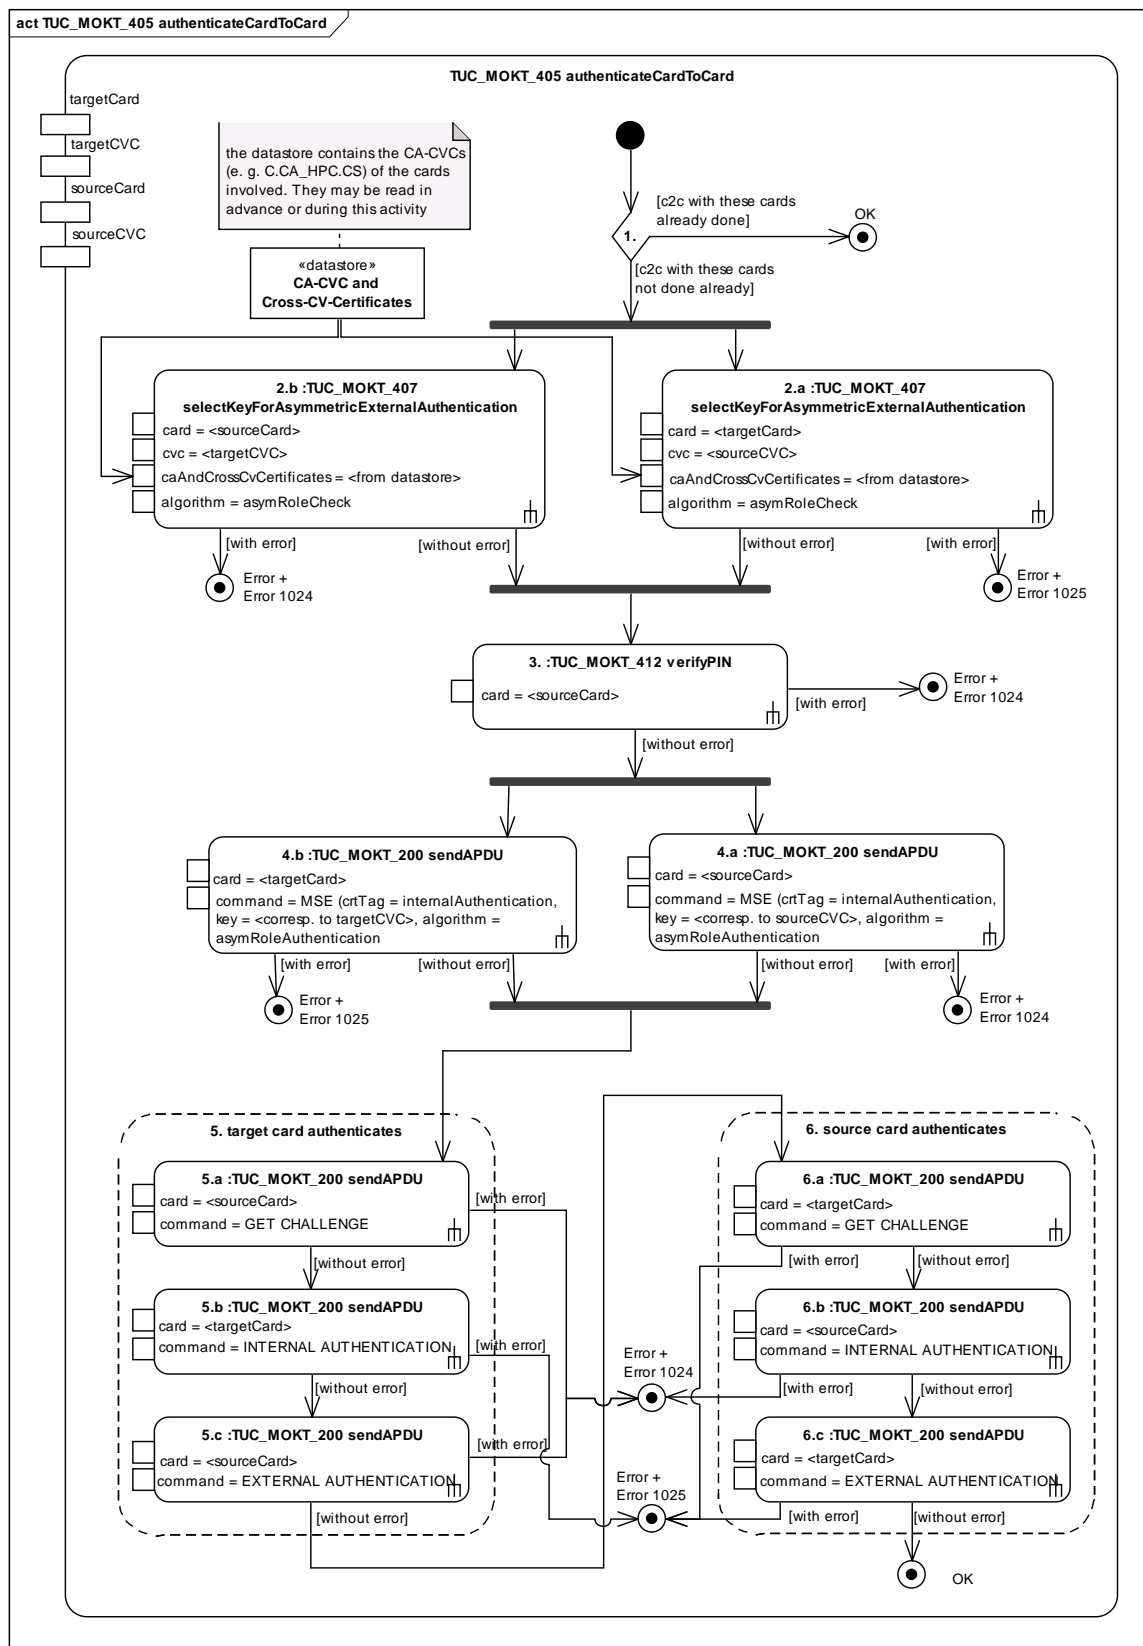 act TUC_MOKT_405 authenticateCardToCard
TUC_MOKT_405 authenticateCardToCard
targetCard
targetCVC
sourceCard
sourceCVC
the datastore contains the CA-CVCs
(e. g. C.CA_HPC.CS) of the cards
involved. They may be read in
advance or during this activity
«datastore»
CA-CVC and
Cross-CV-Certificates
1.
[c2c with these cards
already done]
OK
[c2c with these cards
not done already]
2.b :TUC_MOKT_407
selectKeyForAsymmetricExternalAuthentication
card = <sourceCard>
cvc = <targetCVC>
caAndCrossCvCertificates = <from datastore>
algorithm = asymRoleCheck
[with error]
[without error]
Error +
Error 1024
2.a :TUC_MOKT_407
selectKeyForAsymmetricExternalAuthentication
card = <targetCard>
cvc = <sourceCVC>
caAndCrossCvCertificates = <from datastore>
algorithm = asymRoleCheck
[without error]
[with error]
Error +
Error 1025
3. :TUC_MOKT_412 verifyPIN
card = <sourceCard>
[with error]
Error +
Error 1024
[without error]
4.b :TUC_MOKT_200 sendAPDU
card = <targetCard>
command = MSE (crtTag = internalAuthentication,
key = <corresp. to targetCVC>, algorithm =
asymRoleAuthentication
[with error]
[without error]
Error +
Error 1025
4.a :TUC_MOKT_200 sendAPDU
card = <sourceCard>
command = MSE (crtTag = internalAuthentication,
key = <corresp. to sourceCVC>, algorithm =
asymRoleAuthentication
[without error]
[with error]
Error +
Error 1024
5. target card authenticates
5.a :TUC_MOKT_200 sendAPDU
card = <sourceCard>
command = GET CHALLENGE
[with error]
[without error]
5.b :TUC_MOKT_200 sendAPDU
card = <targetCard>
command = INTERNAL AUTHENTICATION
[with error]
[without error]
5.c :TUC_MOKT_200 sendAPDU
card = <sourceCard>
command = EXTERNAL AUTHENTICATION
[with error]
[without error]
Error +
Error 1024
Error +
Error 1025
6. source card authenticates
6.a :TUC_MOKT_200 sendAPDU
card = <targetCard>
command = GET CHALLENGE
[with error]
[without error]
6.b :TUC_MOKT_200 sendAPDU
card = <sourceCard>
command = INTERNAL AUTHENTICATION
[with error]
[without error]
6.c :TUC_MOKT_200 sendAPDU
card = <targetCard>
command = EXTERNAL AUTHENTICATION
[with error]
[without error]
OK